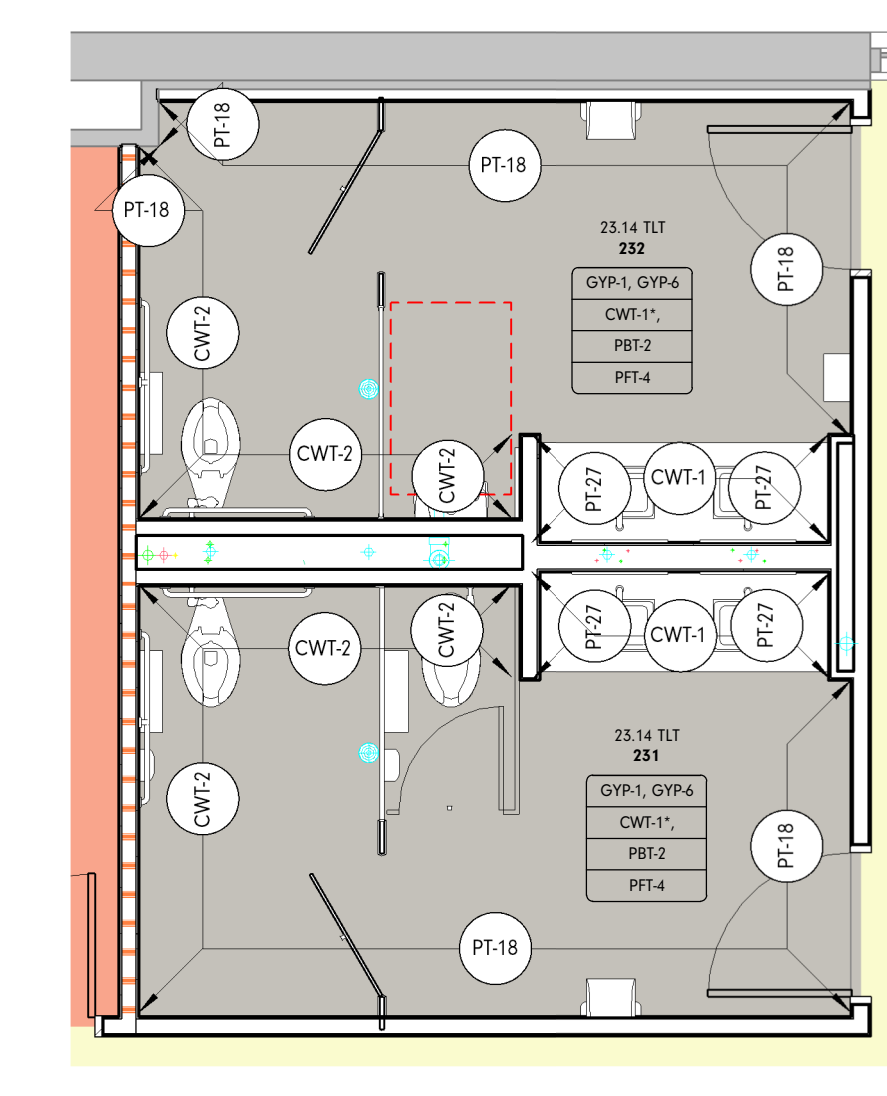 PT-18
PT-18
PT-18
23.14 TLT
232
GYP-1, GYP-6
CWT-1*,
PBT-2
PFT-4
PT-18
CWT-2
CWT-2
CWT-2
PT-27
CWT-1
PT-27
CWT-2
CWT-2
PT-27
CWT-1
PT-27
23.14 TLT
231
GYP-1, GYP-6
CWT-1*,
PBT-2
PFT-4
CWT-2
PT-18
PT-18